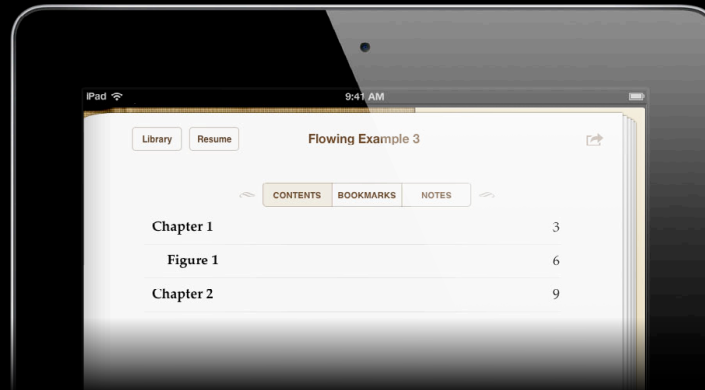 iPad 9:41 AM
Library Resume Flowing Example 3
CONTENTS BOOKMARKS NOTES
Chapter 1 3
Figure 1 6
Chapter 2 9